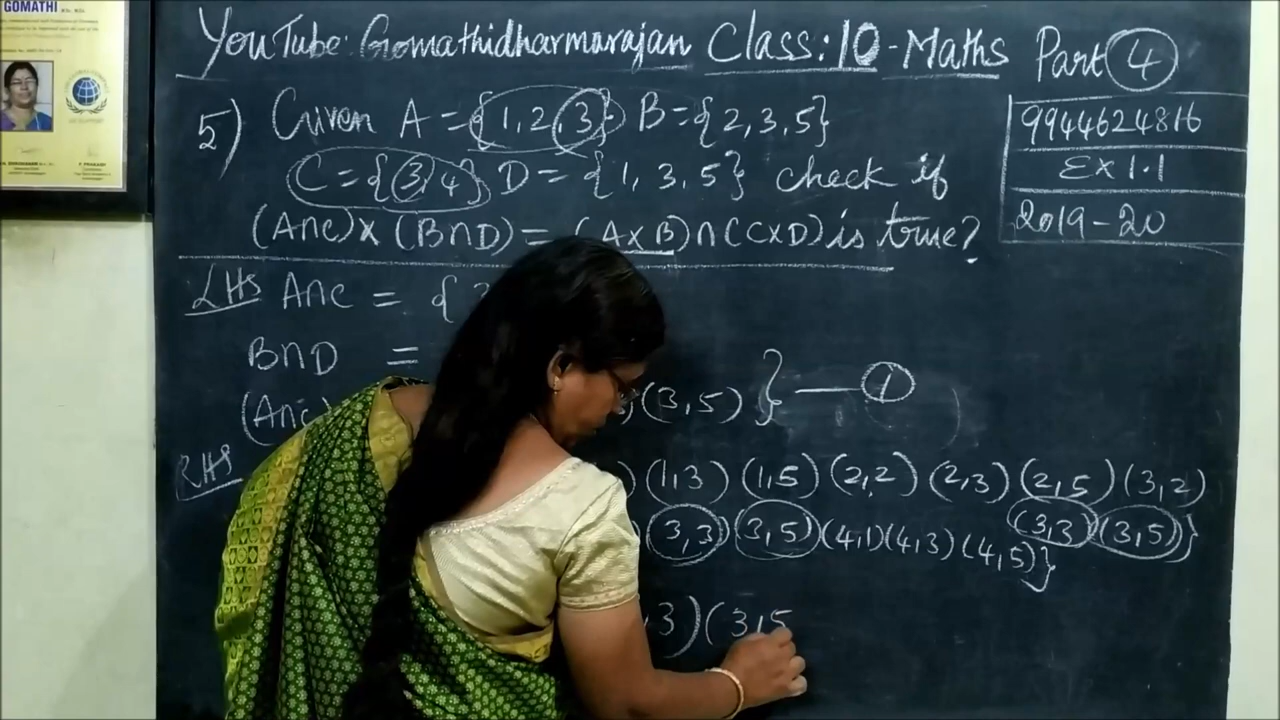 GOMATHI
YouTube: Gomathidharmarajan Class:10-Maths Part 4
5) Given A = {1,2,3} B={2,3,5}
9944624816
C={3,4} D={1,3,5} check if
Ex 1.1
(A∩C)×(B∩D)= (A×B)∩(C×D) is true?
2019-20
LHS A∩C = {
B∩D =
(A∩C) (3,5) } — 1
RHS (1,3) (1,5) (2,2) (2,3) (2,5) (3,2)
(3,3) (3,5) (4,1) (4,3) (4,5)} (3,3) (3,5)}
,3) (3,5